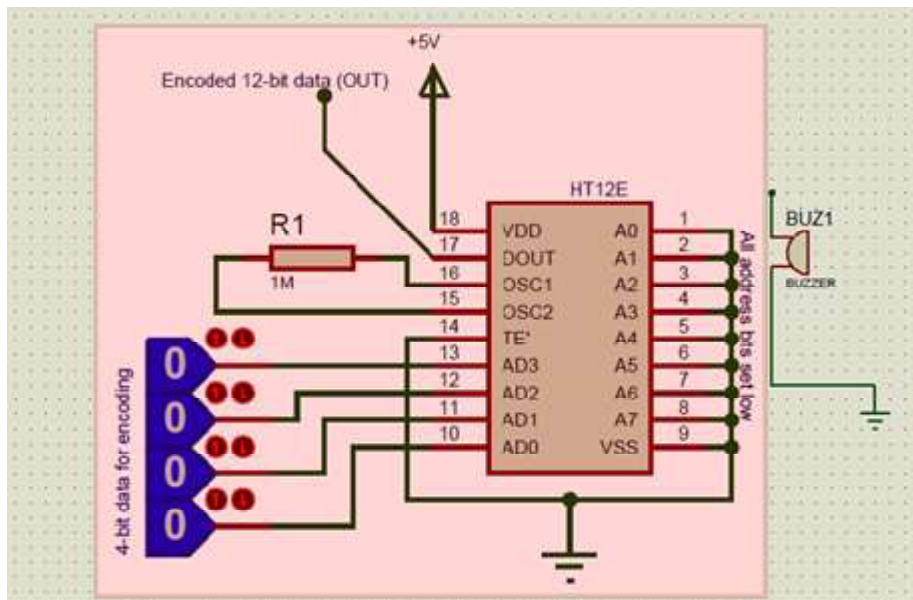 +5V
Encoded 12-bit data (OUT)
HT12E
R1
1M
18 VDD A0 1
17 DOUT A1 2
16 OSC1 A2 3
15 OSC2 A3 4
14 TE' A4 5
13 AD3 A5 6
12 AD2 A6 7
11 AD1 A7 8
10 AD0 VSS 9
All address bts set low
BUZ1
BUZZER
4-bit data for encoding
0
0
0
0